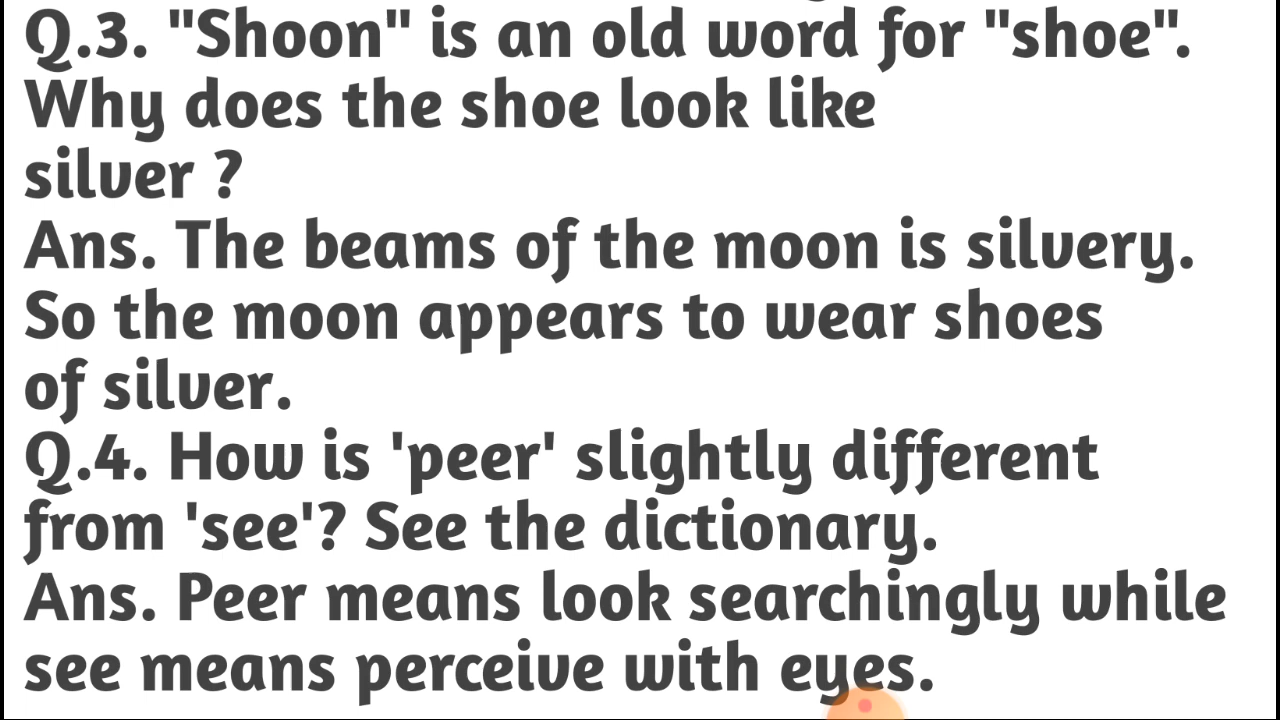 Q.3. "Shoon" is an old word for "shoe".
Why does the shoe look like
silver ?
Ans. The beams of the moon is silvery.
So the moon appears to wear shoes
of silver.
Q.4. How is 'peer' slightly different
from 'see'? See the dictionary.
Ans. Peer means look searchingly while
see means perceive with eyes.